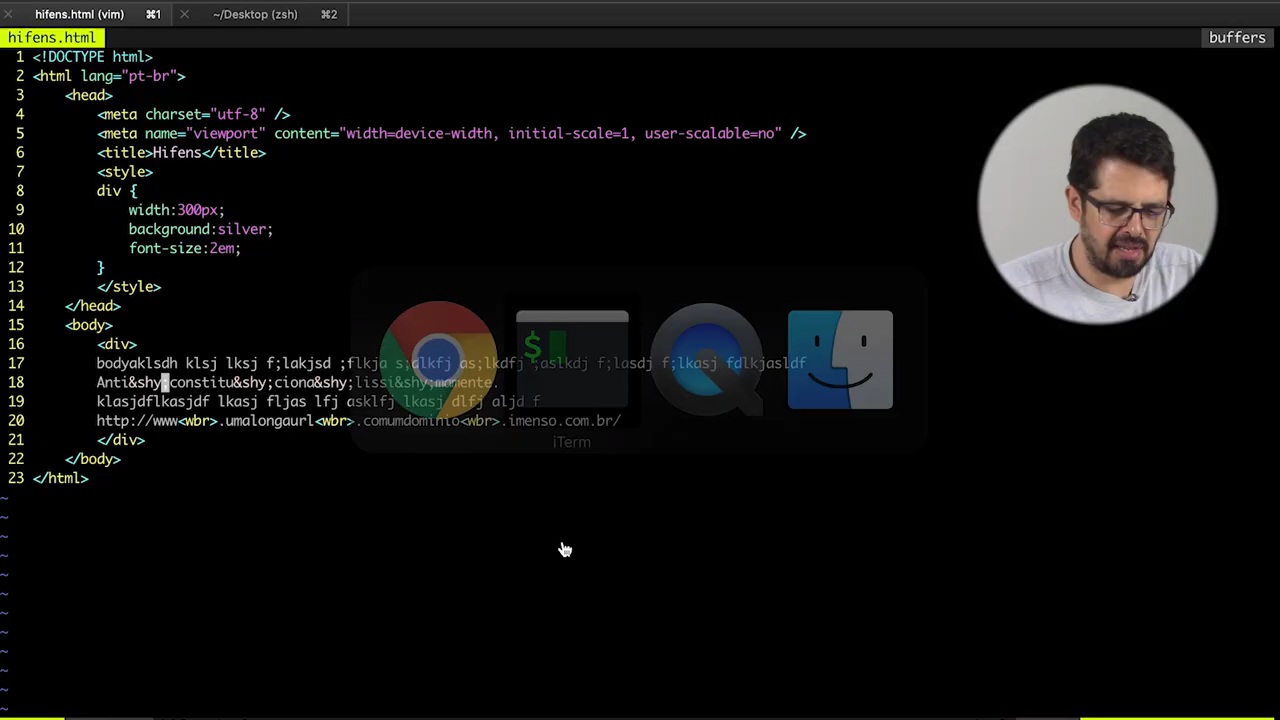 hifens.html (vim) ⌘1 ~/Desktop (zsh) ⌘2
hifens.html buffers
1 <!DOCTYPE html>
2 <html lang="pt-br">
3 <head>
4 <meta charset="utf-8" />
5 <meta name="viewport" content="width=device-width, initial-scale=1, user-scalable=no" />
6 <title>Hifens</title>
7 <style>
8 div {
9 width:300px;
10 background:silver;
11 font-size:2em;
12 }
13 </style>
14 </head>
15 <body>
16 <div>
17 bodyaklsdh klsj lksj f;lakjsd ;flkja s;dlkfj as;lkdfj ;aslkdj f;lasdj f;lkasj fdlkjasldf
18 Anti&shy;constitu&shy;ciona&shy;lissi&shy;mamente.
19 klasjdflkasjdf lkasj fljas lfj asklfj lkasj dlfj aljd f
20 http://www<wbr>.umalongaurl<wbr>.comumdominio<wbr>.imenso.com.br/
21 </div>
22 </body>
23 </html>
~
~
~
~
~
~
~
~
~
~
~
~
$
iTerm